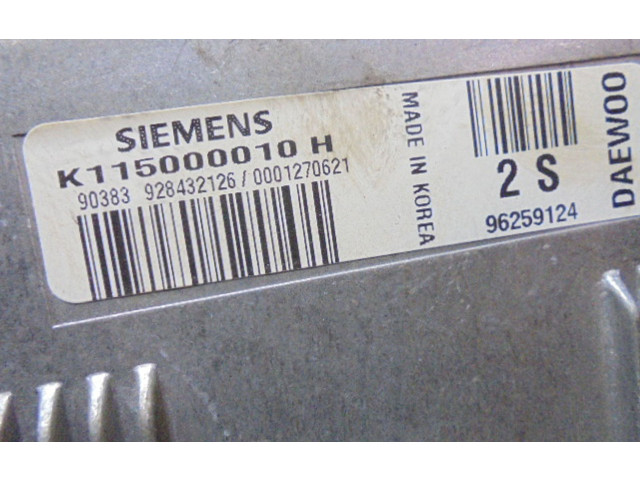 SIEMENS
K115000010 H
90383 928432126 / 0001270621
MADE IN KOREA
2 S
96259124
DAEWOO